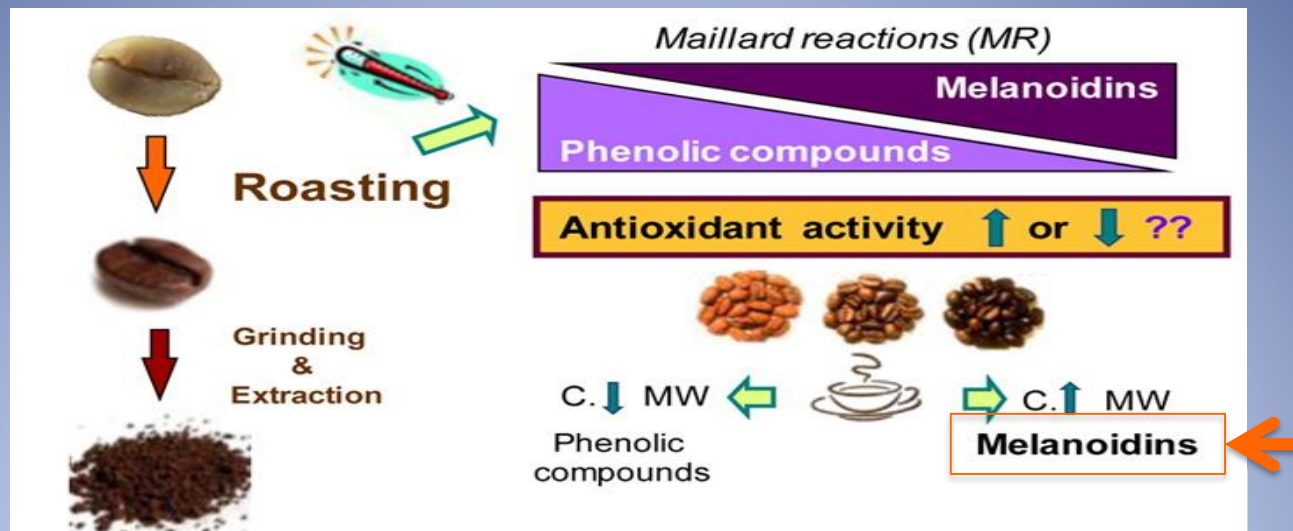 Maillard reactions (MR)
Melanoidins
Phenolic compounds
Roasting
Antioxidant activity ↑ or ↓ ??
Grinding
&
Extraction
C.↓ MW
C.↑ MW
Phenolic
compounds
Melanoidins